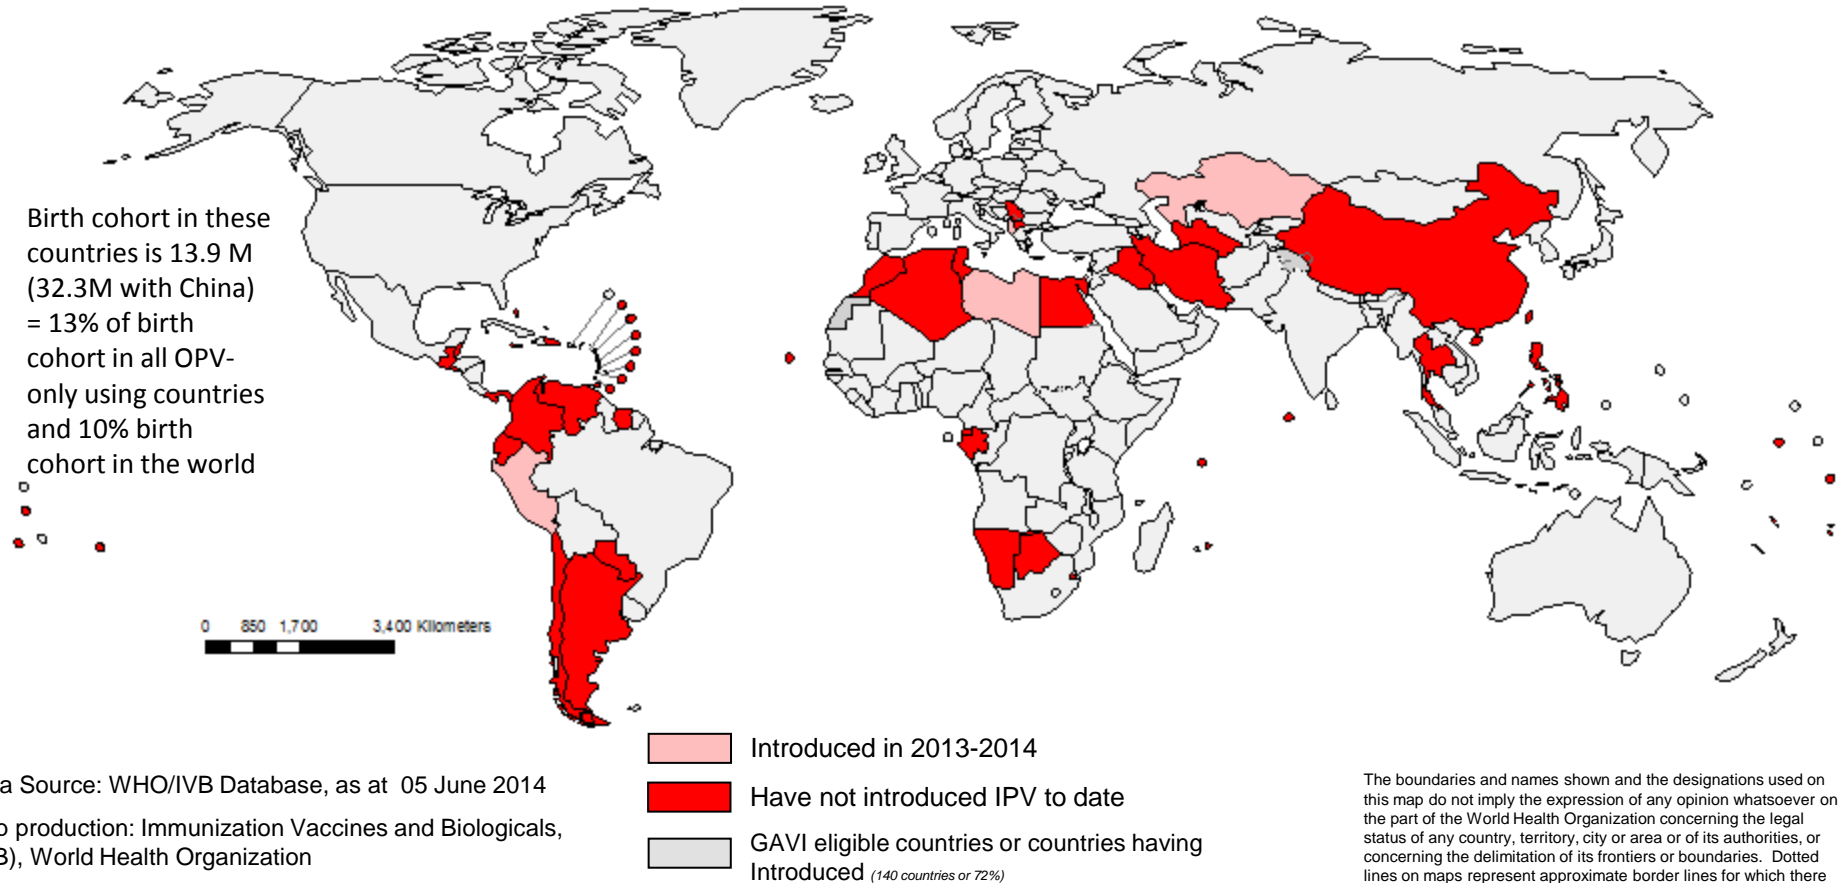 Birth cohort in these
countries is 13.9 M
(32.3M with China)
= 13% of birth
cohort in all OPV-
only using countries
and 10% birth
cohort in the world
0 850 1,700 3,400 Kilometers
Introduced in 2013-2014
Have not introduced IPV to date
GAVI eligible countries or countries having
Introduced (140 countries or 72%)
a Source: WHO/IVB Database, as at 05 June 2014
o production: Immunization Vaccines and Biologicals,
B), World Health Organization
The boundaries and names shown and the designations used on
this map do not imply the expression of any opinion whatsoever on
the part of the World Health Organization concerning the legal
status of any country, territory, city or area or of its authorities, or
concerning the delimitation of its frontiers or boundaries. Dotted
lines on maps represent approximate border lines for which there